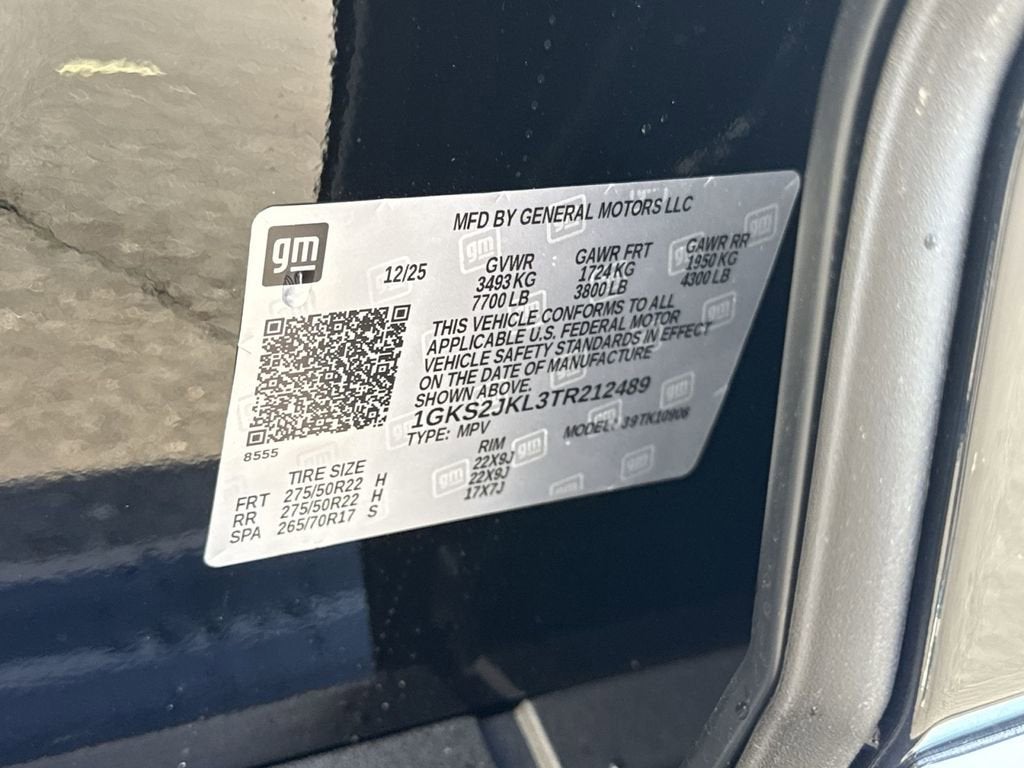 MFD BY GENERAL MOTORS LLC
gm
12/25
GVWR GAWR FRT GAWR RR
3493 KG 1724 KG 1950 KG
7700 LB 3800 LB 4300 LB
THIS VEHICLE CONFORMS TO ALL
APPLICABLE U.S. FEDERAL MOTOR
VEHICLE SAFETY STANDARDS IN EFFECT
ON THE DATE OF MANUFACTURE
SHOWN ABOVE.
1GKS2JKL3TR212489
TYPE: MPV MODEL: 39TK10906
8555
TIRE SIZE RIM
FRT 275/50R22 H 22X9J
RR 275/50R22 H 22X9J
SPA 265/70R17 S 17X7J